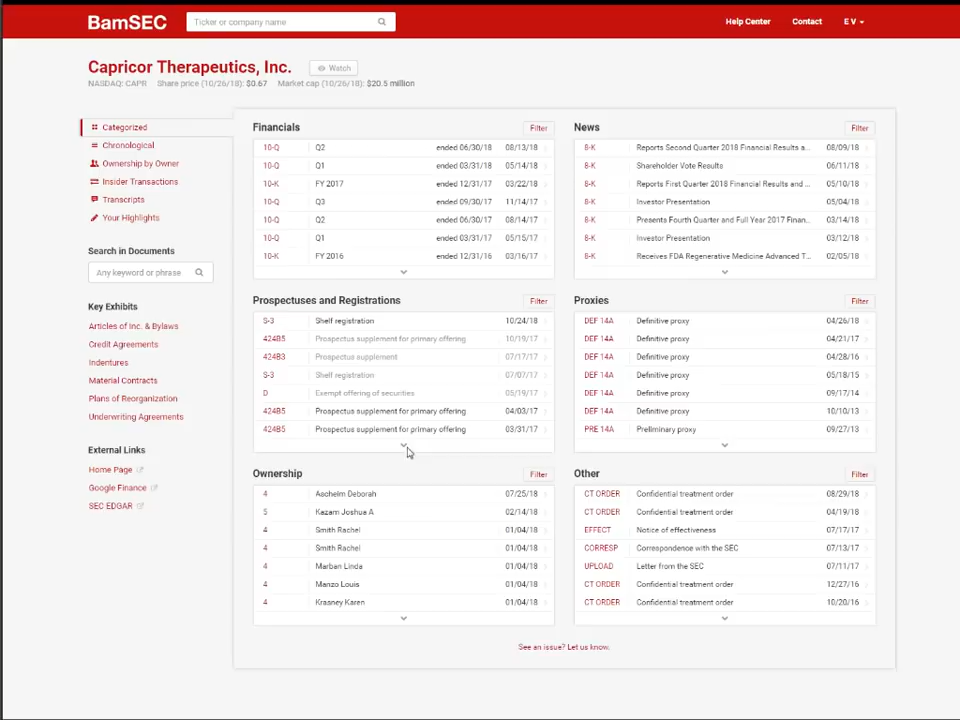 BamSEC
Ticker or company name
Help Center
Contact
E V
Capricor Therapeutics, Inc.
Watch
NASDAQ: CAPR Share price (10/26/18): $0.67 Market cap (10/26/18): $20.5 million
Categorized
Chronological
Ownership by Owner
Insider Transactions
Transcripts
Your Highlights
Search in Documents
Any keyword or phrase
Key Exhibits
Articles of Inc. & Bylaws
Credit Agreements
Indentures
Material Contracts
Plans of Reorganization
Underwriting Agreements
External Links
Home Page
Google Finance
SEC EDGAR
Financials
Filter
10-Q Q2 ended 06/30/18 08/13/18
10-Q Q1 ended 03/31/18 05/14/18
10-K FY 2017 ended 12/31/17 03/22/18
10-Q Q3 ended 09/30/17 11/14/17
10-Q Q2 ended 06/30/17 08/14/17
10-Q Q1 ended 03/31/17 05/15/17
10-K FY 2016 ended 12/31/16 03/16/17
News
Filter
8-K Reports Second Quarter 2018 Financial Results a... 08/09/18
8-K Shareholder Vote Results 06/11/18
8-K Reports First Quarter 2018 Financial Results and ... 05/10/18
8-K Investor Presentation 05/04/18
8-K Presents Fourth Quarter and Full Year 2017 Finan... 03/14/18
8-K Investor Presentation 03/12/18
8-K Receives FDA Regenerative Medicine Advanced T... 02/05/18
Prospectuses and Registrations
Filter
S-3 Shelf registration 10/24/18
424B5 Prospectus supplement for primary offering 10/19/17
424B3 Prospectus supplement 07/17/17
S-3 Shelf registration 07/07/17
D Exempt offering of securities 05/19/17
424B5 Prospectus supplement for primary offering 04/03/17
424B5 Prospectus supplement for primary offering 03/31/17
Proxies
Filter
DEF 14A Definitive proxy 04/26/18
DEF 14A Definitive proxy 04/21/17
DEF 14A Definitive proxy 04/28/16
DEF 14A Definitive proxy 05/18/15
DEF 14A Definitive proxy 09/17/14
DEF 14A Definitive proxy 10/10/13
PRE 14A Preliminary proxy 09/27/13
Ownership
Filter
4 Ascheim Deborah 07/25/18
5 Kazam Joshua A 02/14/18
4 Smith Rachel 01/04/18
4 Smith Rachel 01/04/18
4 Marban Linda 01/04/18
4 Manzo Louis 01/04/18
4 Krasney Karen 01/04/18
Other
Filter
CT ORDER Confidential treatment order 08/29/18
CT ORDER Confidential treatment order 04/19/18
EFFECT Notice of effectiveness 07/17/17
CORRESP Correspondence with the SEC 07/13/17
UPLOAD Letter from the SEC 07/11/17
CT ORDER Confidential treatment order 12/27/16
CT ORDER Confidential treatment order 10/20/16
See an issue? Let us know.